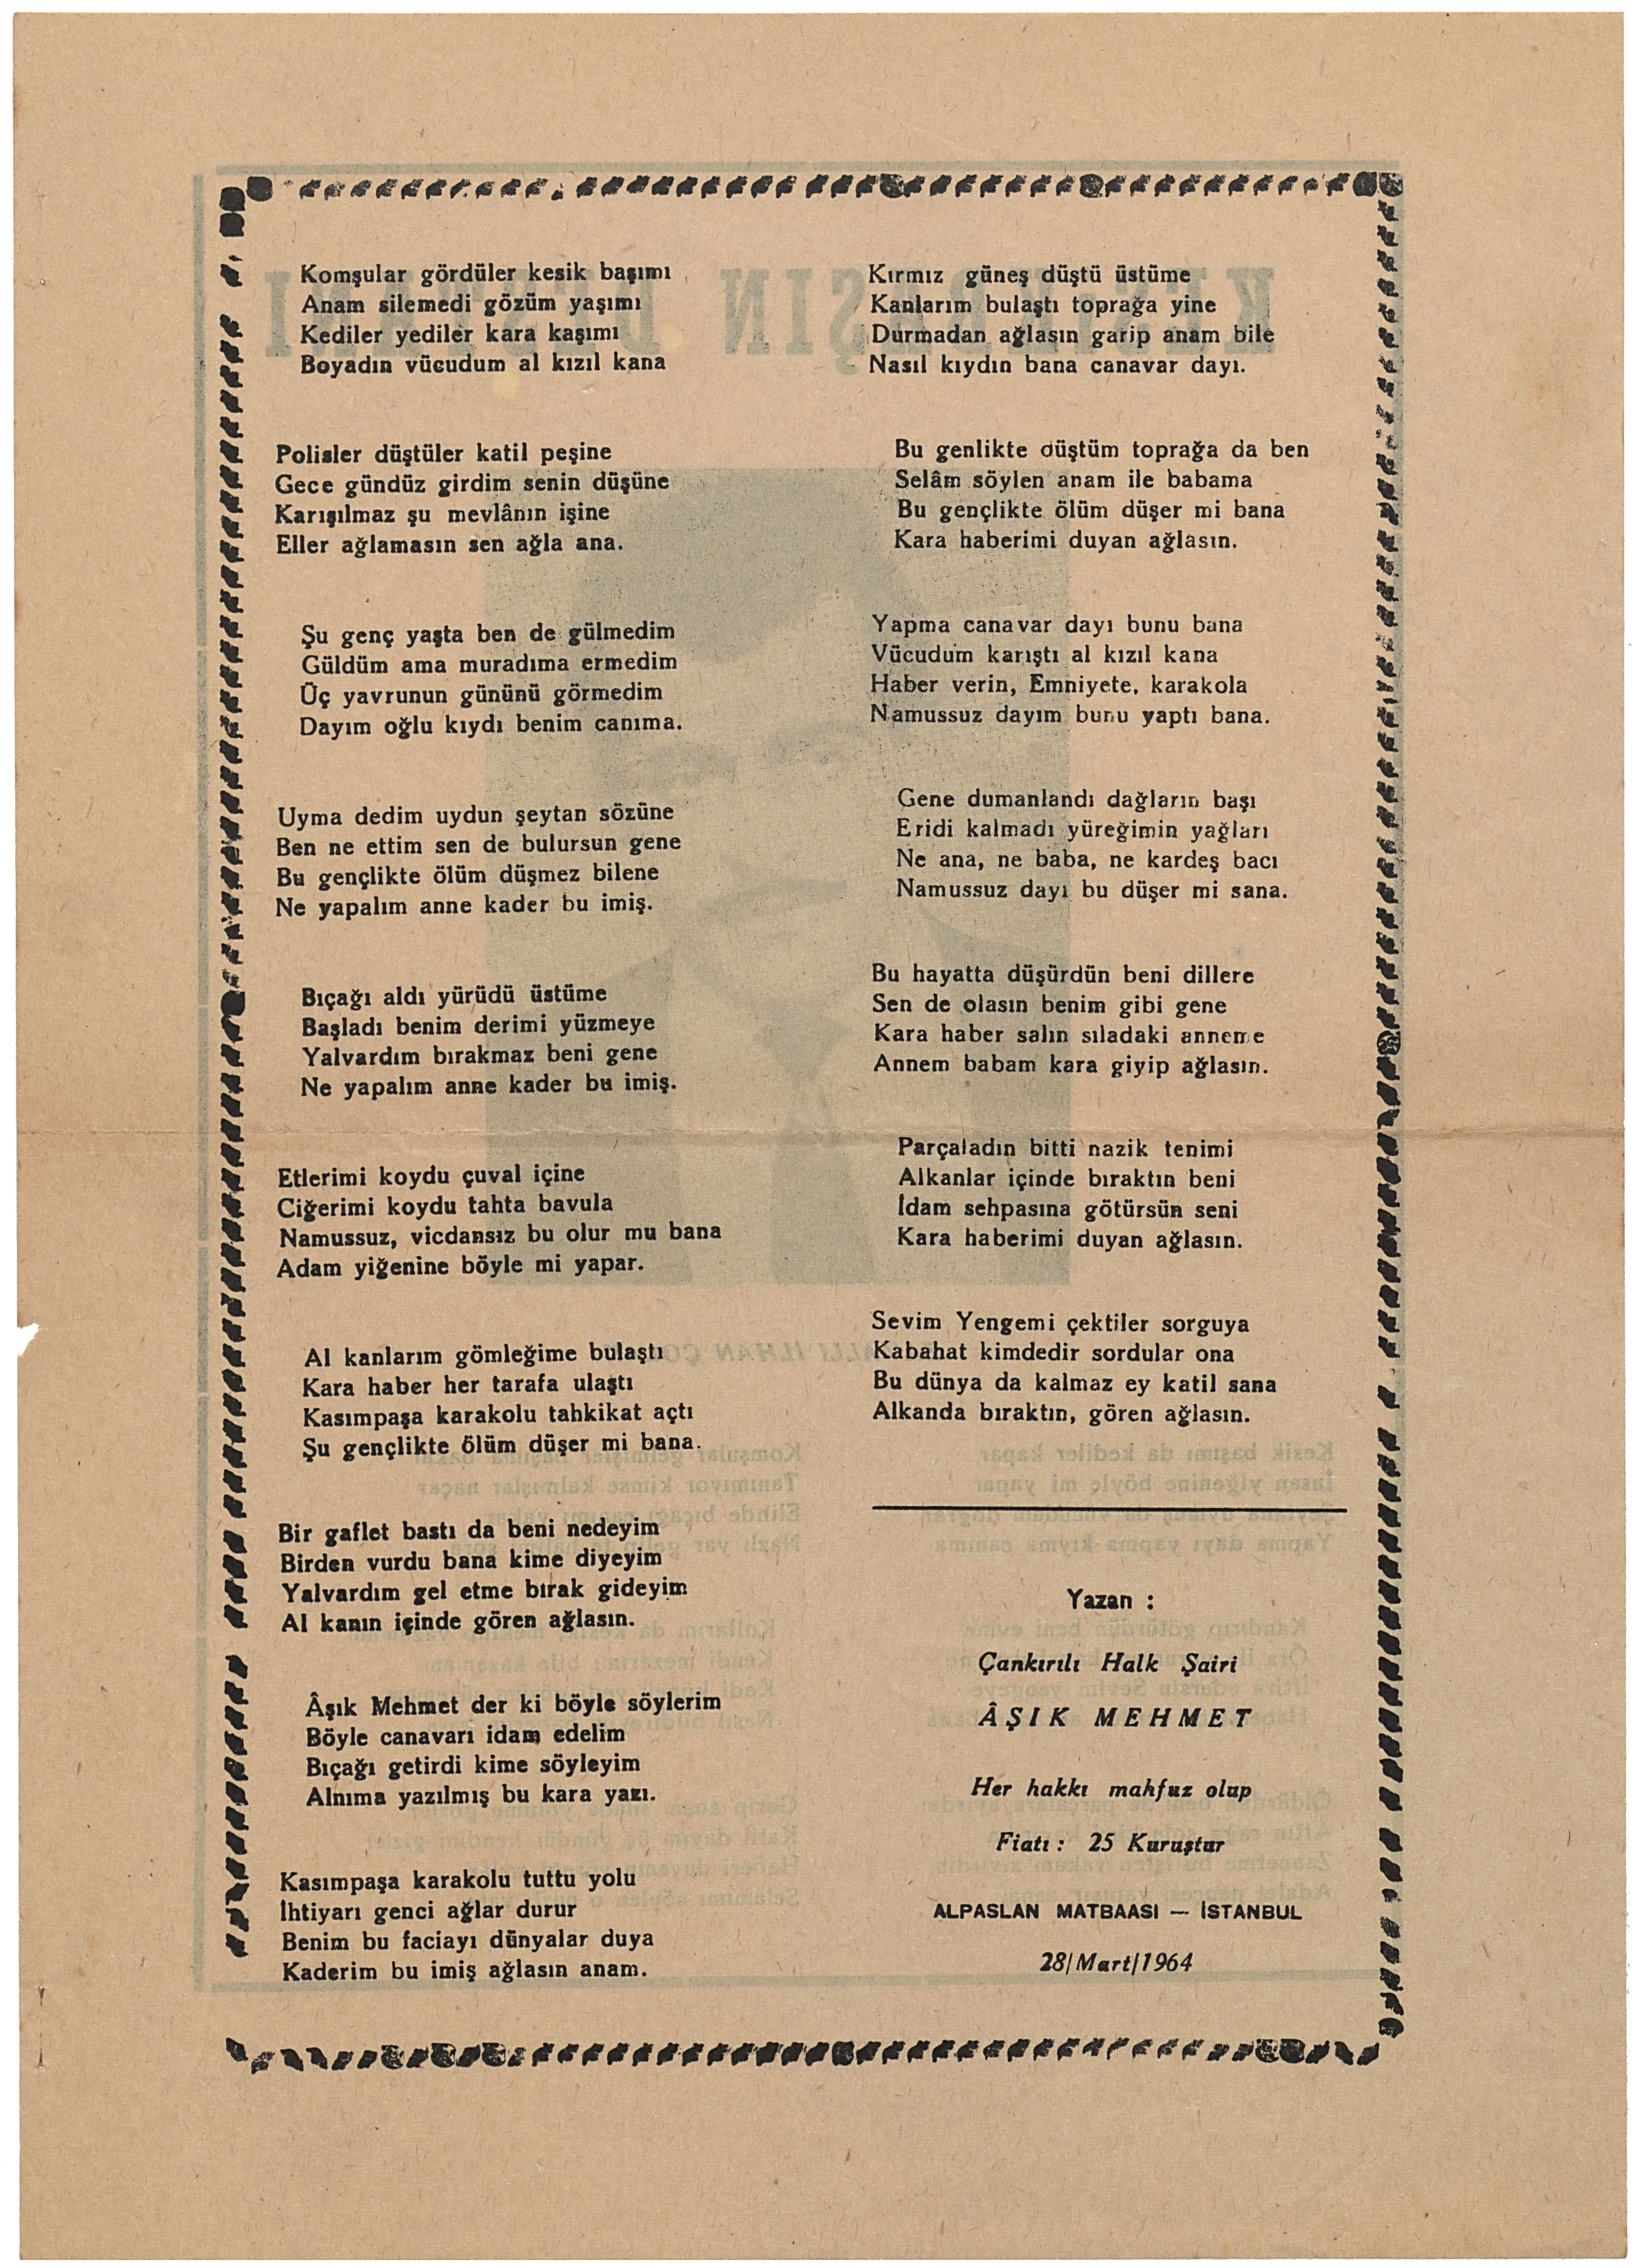 Komşular gördüler kesik başımı
Anam silemedi gözüm yaşımı
Kediler yediler kara kaşımı
Boyadın vücudum al kızıl kana
Polisler düştüler katil peşine
Gece gündüz girdim senin düşüne
Karışılmaz şu mevlânın işine
Eller ağlamasın sen ağla ana.
Şu genç yaşta ben de gülmedim
Güldüm ama muradıma ermedim
Üç yavrunun gününü görmedim
Dayım oğlu kıydı benim canıma.
Uyma dedim uydun şeytan sözüne
Ben ne ettim sen de bulursun gene
Bu gençlikte ölüm düşmez bilene
Ne yapalım anne kader bu imiş.
Bıçağı aldı yürüdü üstüme
Başladı benim derimi yüzmeye
Yalvardım bırakmaz beni gene
Ne yapalım anne kader bu imiş.
Etlerimi koydu çuval içine
Ciğerimi koydu tahta bavula
Namussuz, vicdansız bu olur mu bana
Adam yiğenine böyle mi yapar.
Al kanlarım gömleğime bulaştı
Kara haber her tarafa ulaştı
Kasımpaşa karakolu tahkikat açtı
Şu gençlikte ölüm düşer mi bana.
Bir gaflet bastı da beni nedeyim
Birden vurdu bana kime diyeyim
Yalvardım gel etme bırak gideyim
Al kanın içinde gören ağlasın.
Âşık Mehmet der ki böyle söylerim
Böyle canavarı idam edelim
Bıçağı getirdi kime söyleyim
Alnıma yazılmış bu kara yazı.
Kasımpaşa karakolu tuttu yolu
İhtiyarı genci ağlar durur
Benim bu faciayı dünyalar duya
Kaderim bu imiş ağlasın anam.
Kırmız güneş düştü üstüme
Kanlarım bulaştı toprağa yine
Durmadan ağlasın garip anam bile
Nasıl kıydın bana canavar dayı.
Bu genlikte düştüm toprağa da ben
Selâm söylen anam ile babama
Bu gençlikte ölüm düşer mi bana
Kara haberimi duyan ağlasın.
Yapma canavar dayı bunu bana
Vücudum karıştı al kızıl kana
Haber verin, Emniyete, karakola
Namussuz dayım bunu yaptı bana.
Gene dumanlandı dağların başı
Eridi kalmadı yüreğimin yağları
Ne ana, ne baba, ne kardeş bacı
Namussuz dayı bu düşer mi sana.
Bu hayatta düşürdün beni dillere
Sen de olasın benim gibi gene
Kara haber salın sıladaki anneme
Annem babam kara giyip ağlasın.
Parçaladın bitti nazik tenimi
Alkanlar içinde bıraktın beni
İdam sehpasına götürsün seni
Kara haberimi duyan ağlasın.
Sevim Yengemi çektiler sorguya
Kabahat kimdedir sordular ona
Bu dünya da kalmaz ey katil sana
Alkanda bıraktın, gören ağlasın.
Yazan :
Çankırılı Halk Şairi
ÂŞIK MEHMET
Her hakkı mahfuz olup
Fiatı : 25 Kuruştur
ALPASLAN MATBAASI — İSTANBUL
28/Mart/1964